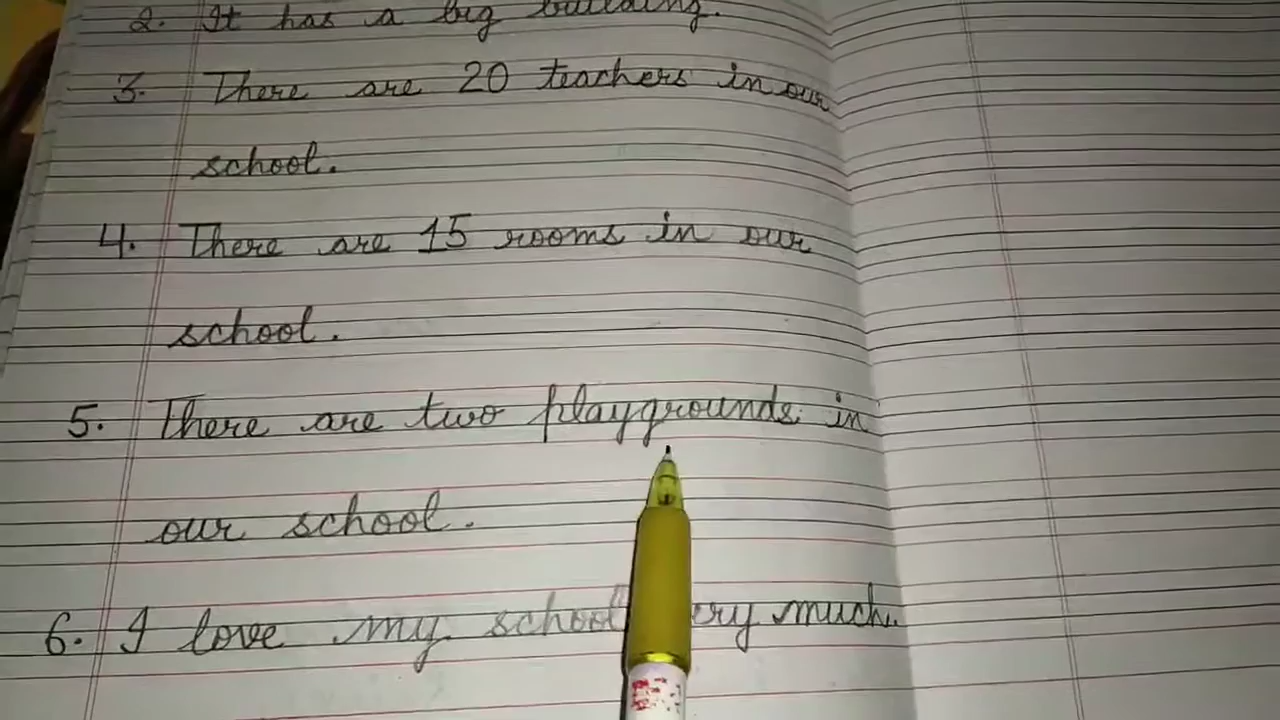 2. It has a big building.
3. There are 20 teachers in our
school.
4. There are 15 rooms in our
school.
5. There are two playgrounds in
our school.
6. I love my school ery much.